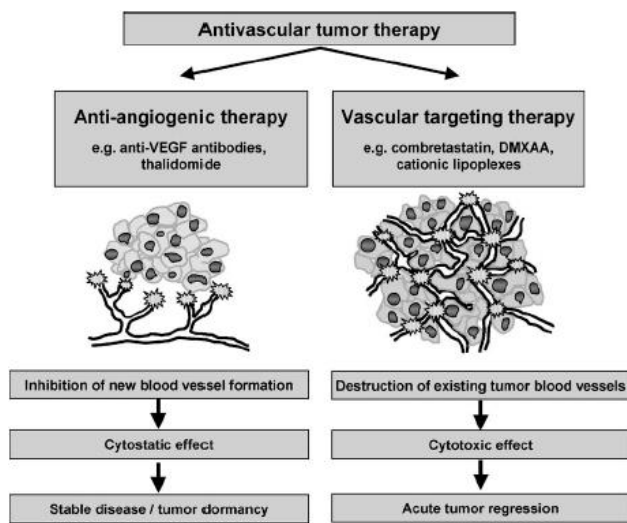 Antivascular tumor therapy
Anti-angiogenic therapy
e.g. anti-VEGF antibodies,
thalidomide
Vascular targeting therapy
e.g. combretastatin, DMXAA,
cationic lipoplexes
Inhibition of new blood vessel formation
Cytostatic effect
Stable disease / tumor dormancy
Destruction of existing tumor blood vessels
Cytotoxic effect
Acute tumor regression